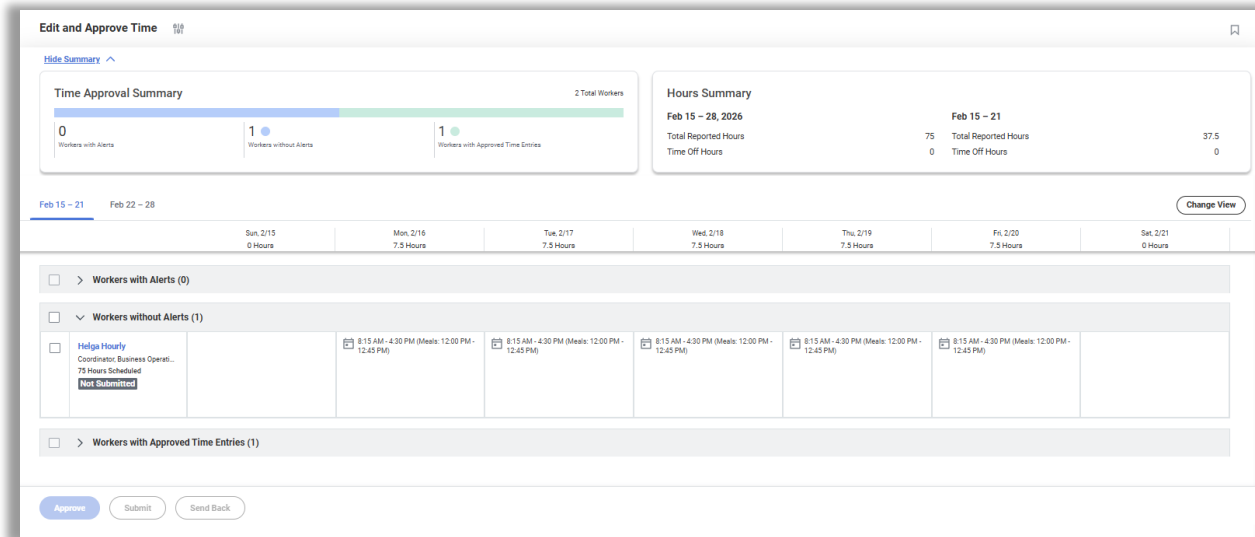 Edit and Approve Time
Hide Summary
Time Approval Summary
2 Total Workers
0
Workers with Alerts
1
Workers without Alerts
1
Workers with Approved Time Entries
Hours Summary
Feb 15 – 28, 2026
Total Reported Hours 75
Time Off Hours 0
Feb 15 – 21
Total Reported Hours 37.5
Time Off Hours 0
Feb 15 – 21
Feb 22 – 28
Change View
Sun, 2/15
0 Hours
Mon, 2/16
7.5 Hours
Tue, 2/17
7.5 Hours
Wed, 2/18
7.5 Hours
Thu, 2/19
7.5 Hours
Fri, 2/20
7.5 Hours
Sat, 2/21
0 Hours
Workers with Alerts (0)
Workers without Alerts (1)
Helga Hourly
Coordinator, Business Operati...
75 Hours Scheduled
Not Submitted
8:15 AM - 4:30 PM (Meals: 12:00 PM -
12:45 PM)
8:15 AM - 4:30 PM (Meals: 12:00 PM -
12:45 PM)
8:15 AM - 4:30 PM (Meals: 12:00 PM -
12:45 PM)
8:15 AM - 4:30 PM (Meals: 12:00 PM -
12:45 PM)
8:15 AM - 4:30 PM (Meals: 12:00 PM -
12:45 PM)
Workers with Approved Time Entries (1)
Approve
Submit
Send Back